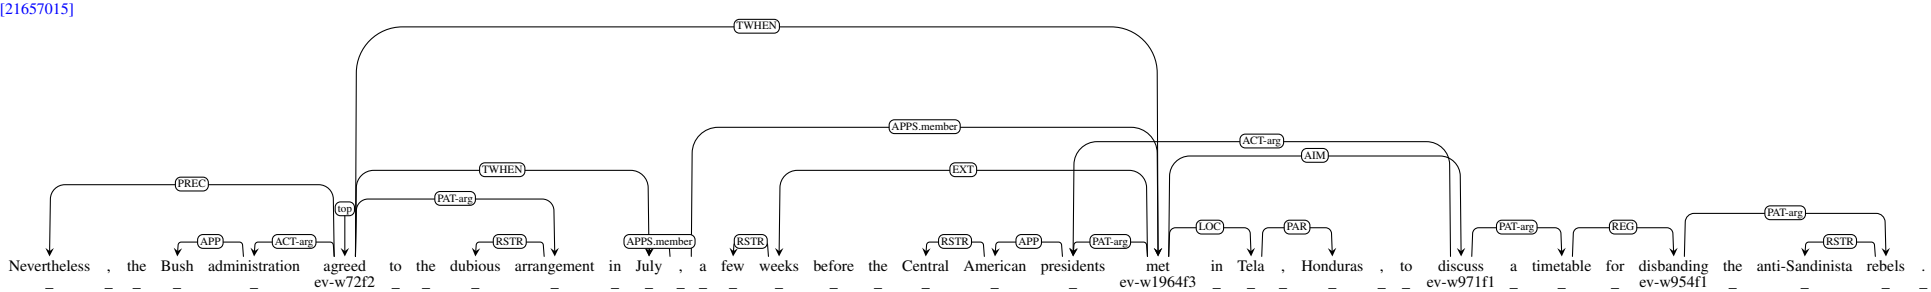 [21657015]
TWHEN
APPS.member
ACT-arg
AIM
TWHEN EXT
PREC
PAT-arg
top PAT-arg
LOC PAR PAT-arg REG
APP ACT-arg RSTR APPS.member RSTR RSTR APP PAT-arg RSTR
Nevertheless , the Bush administration agreed to the dubious arrangement in July , a few weeks before the Central American presidents met in Tela , Honduras , to discuss a timetable for disbanding the anti-Sandinista rebels .
_ _ _ _ _ ev-w72f2 _ _ _ _ _ _ _ _ _ _ _ _ _ _ _ ev-w1964f3 _ _ _ _ _ _ ev-w971f1 _ _ _ ev-w954f1 _ _ _ _